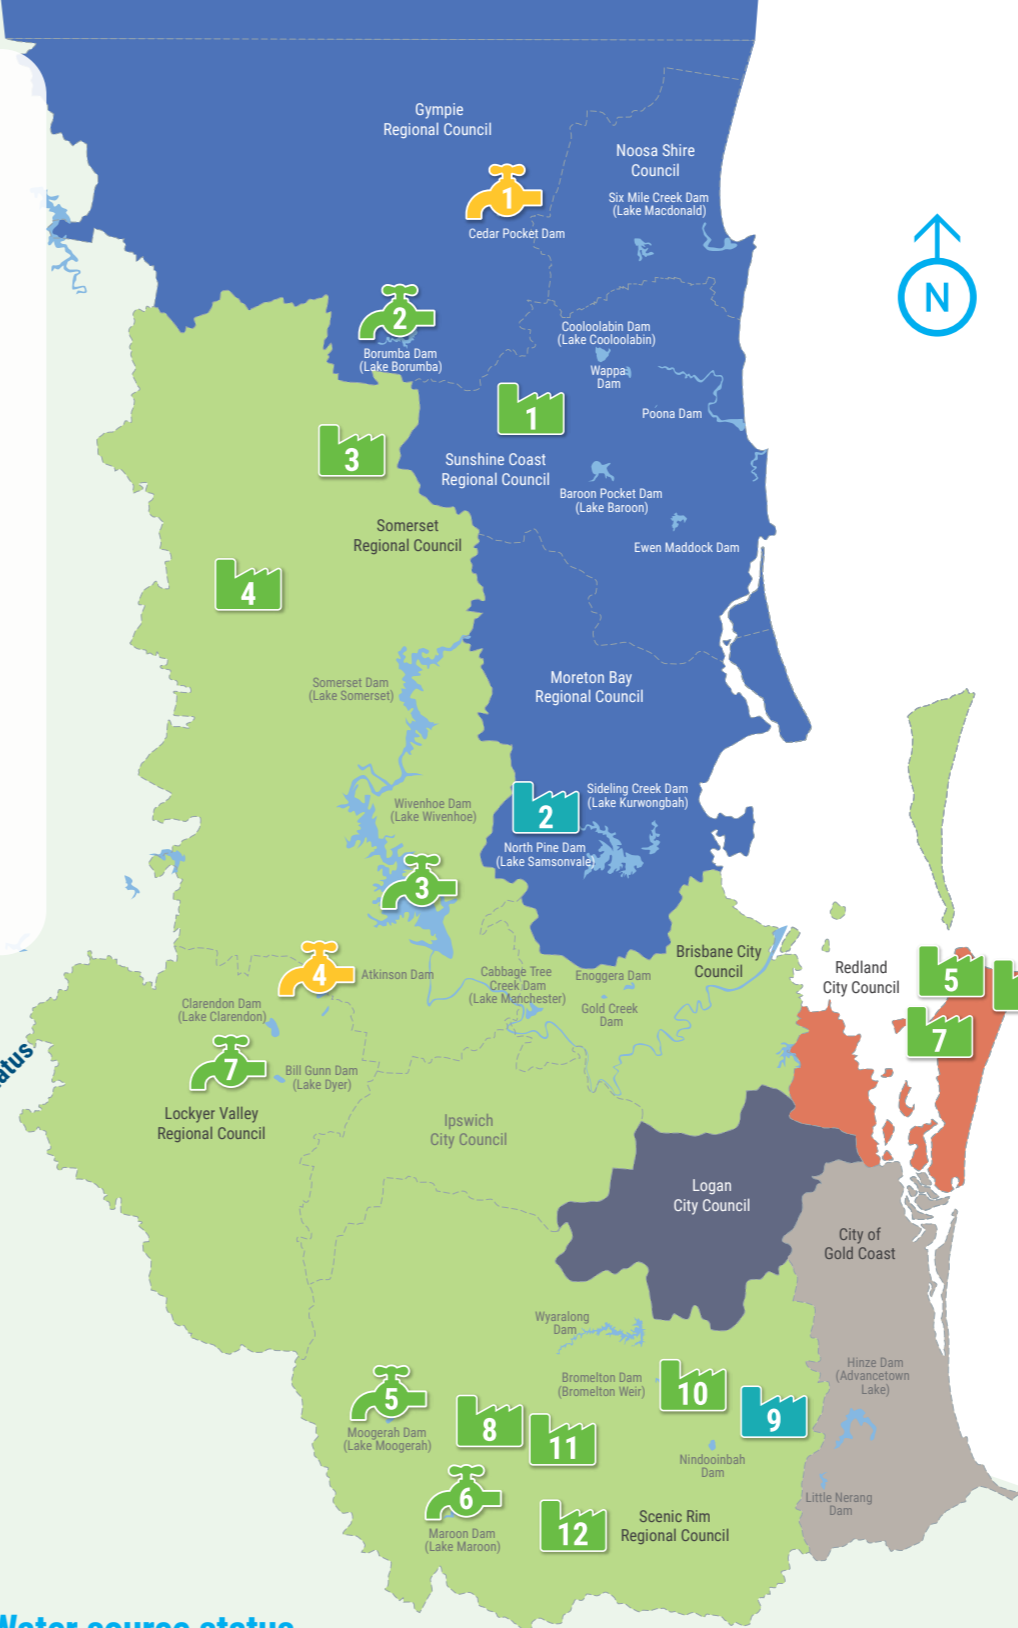 Gympie
Regional Council
Noosa Shire
Council
1
Six Mile Creek Dam
(Lake Macdonald)
Cedar Pocket Dam
N
2
Borumba Dam
(Lake Borumba)
Cooloolabin Dam
(Lake Cooloolabin)
Wappa
Dam
1
Poona Dam
3
Sunshine Coast
Regional Council
Baroon Pocket Dam
(Lake Baroon)
Somerset
Regional Council
Ewen Maddock Dam
4
Somerset Dam
(Lake Somerset)
Moreton Bay
Regional Council
Wivenhoe Dam
(Lake Wivenhoe)
2
Sideling Creek Dam
(Lake Kurwongbah)
North Pine Dam
(Lake Samsonvale)
3
Brisbane City
Council
4
Atkinson Dam
Cabbage Tree
Creek Dam
(Lake Manchester)
Enoggera Dam
Gold Creek
Dam
Redland
City Council
5
7
Clarendon Dam
(Lake Clarendon)
7
Bill Gunn Dam
(Lake Dyer)
atus
Lockyer Valley
Regional Council
Ipswich
City Council
Logan
City Council
City of
Gold Coast
Wyaralong
Dam
Hinze Dam
(Advancetown
Lake)
5
Moogerah Dam
(Lake Moogerah)
8
11
Bromelton Dam
(Bromelton Weir)
10
9
Nindooinbah
Dam
6
Maroon Dam
(Lake Maroon)
12
Scenic Rim
Regional Council
Little Nerang
Dam
Water source status